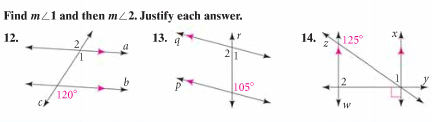 Find m∠1 and then m∠2. Justify each answer.
12. 2 1 a b c 120°
13. q r 2 1 p 105°
14. z 125° x 2 1 y w